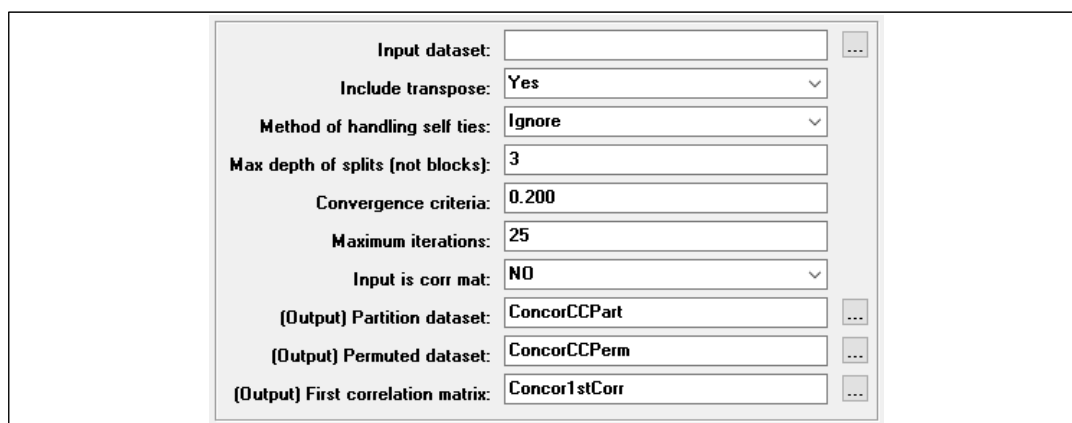 Input dataset: ...
Include transpose: Yes
Method of handling self ties: Ignore
Max depth of splits (not blocks): 3
Convergence criteria: 0.200
Maximum iterations: 25
Input is corr mat: NO
(Output) Partition dataset: ConcorCCPart ...
(Output) Permuted dataset: ConcorCCPerm ...
(Output) First correlation matrix: Concor1stCorr ...